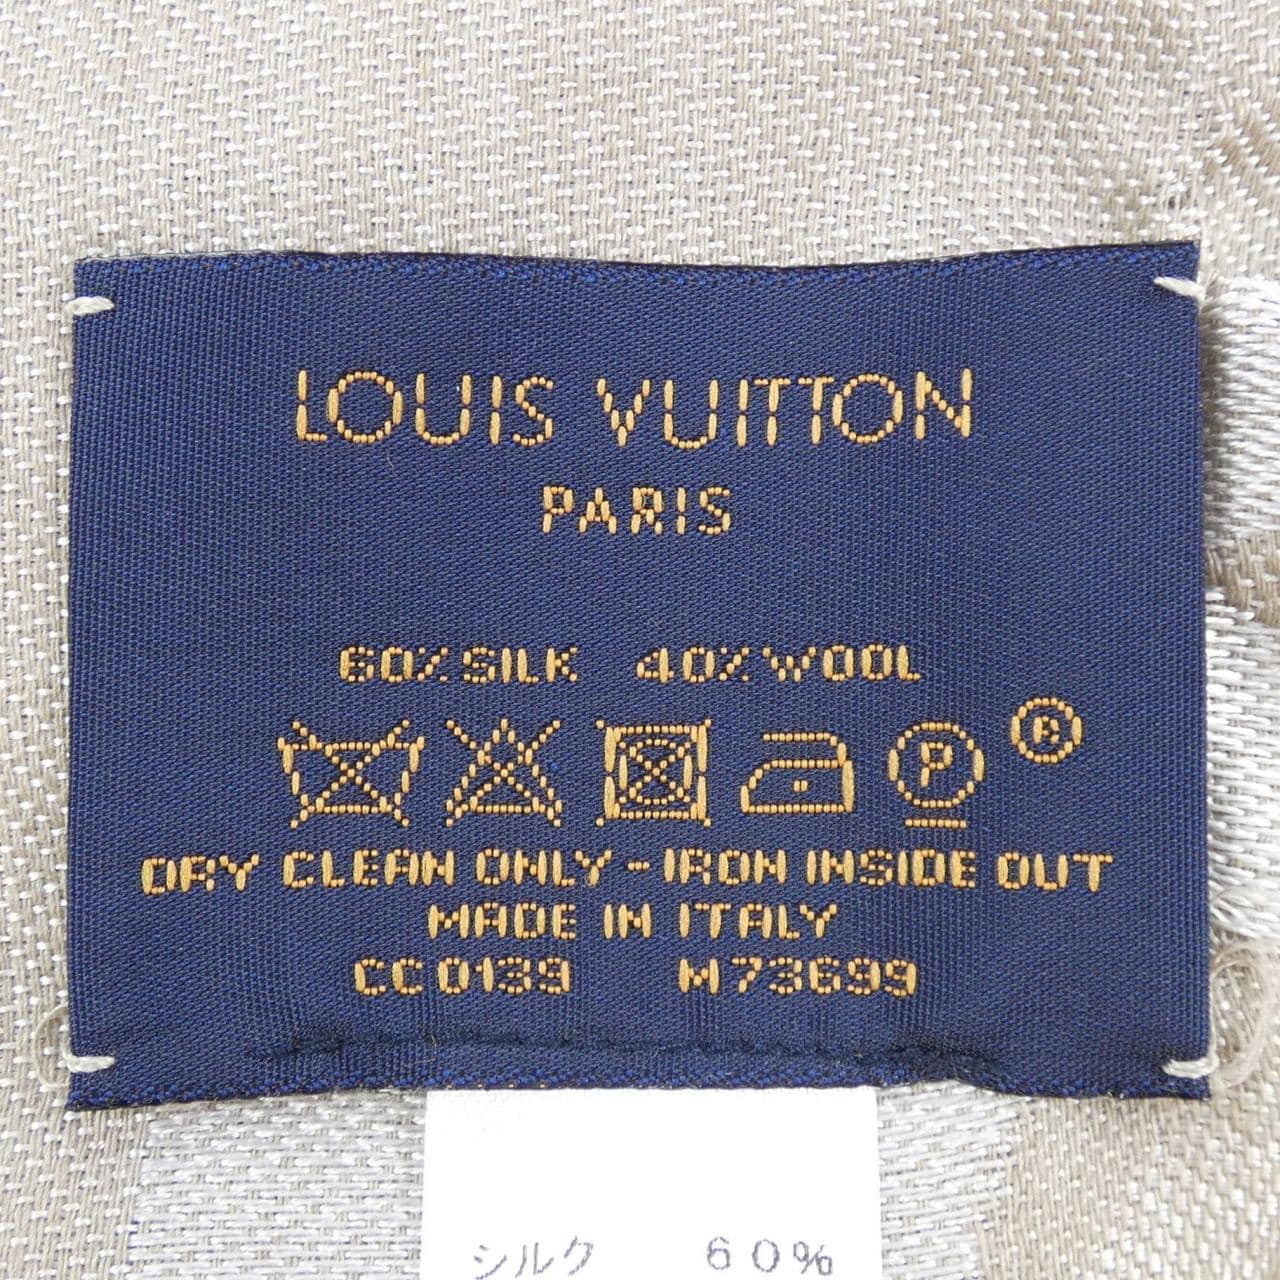 LOUIS VUITTON
PARIS
60% SILK 40% WOOL
P ®
DRY CLEAN ONLY - IRON INSIDE OUT
MADE IN ITALY
CC0139 M73699
シルク 60%